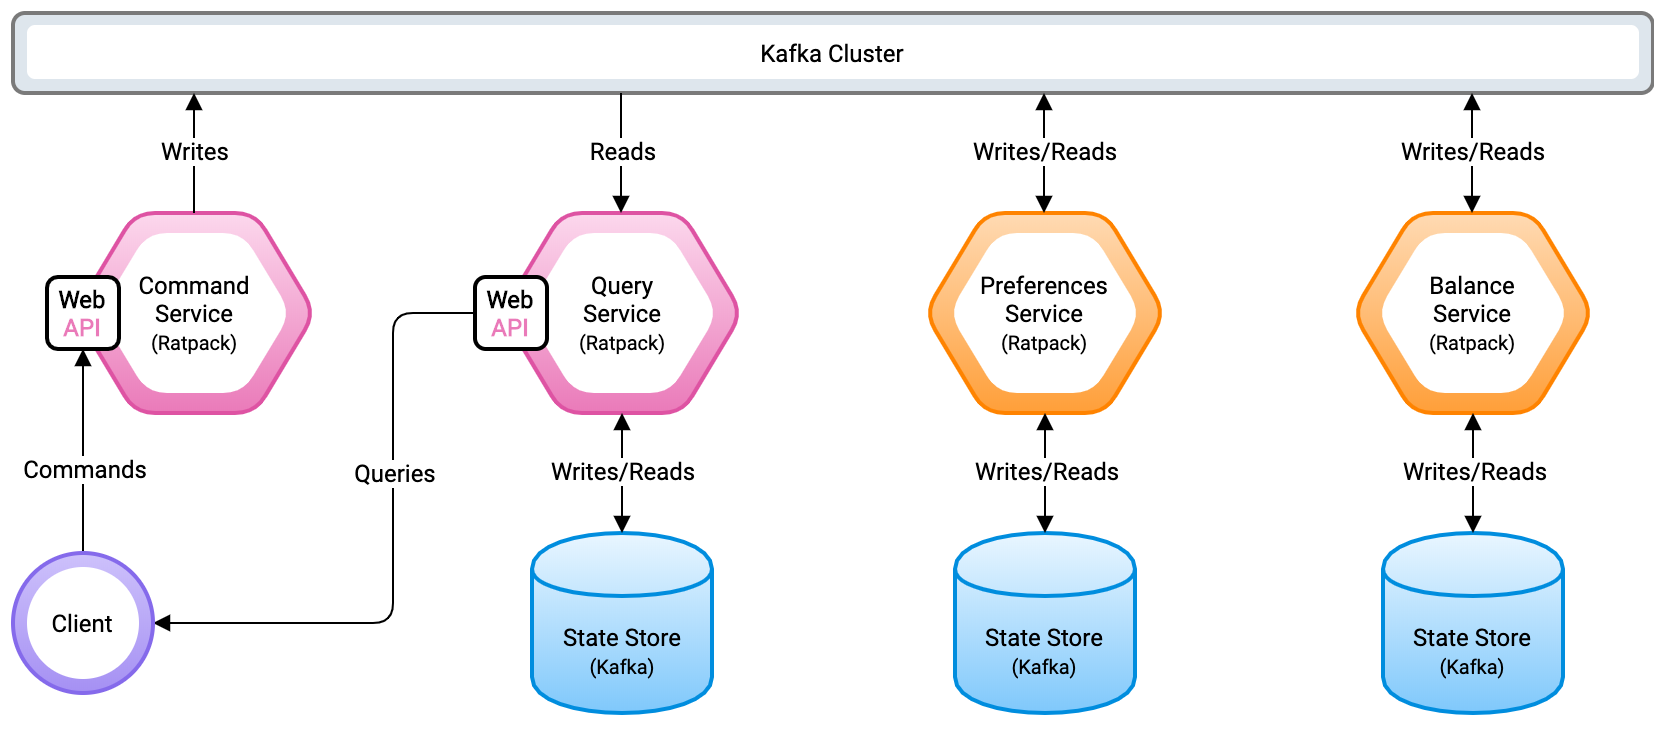 Kafka Cluster
Writes
Reads
Writes/Reads
Writes/Reads
Web
API
Command
Service
(Ratpack)
Web
API
Query
Service
(Ratpack)
Preferences
Service
(Ratpack)
Balance
Service
(Ratpack)
Commands
Queries
Writes/Reads
Writes/Reads
Writes/Reads
Client
State Store
(Kafka)
State Store
(Kafka)
State Store
(Kafka)